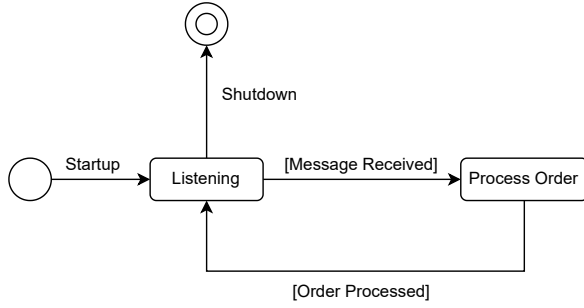 Shutdown
Startup
Listening
[Message Received]
Process Order
[Order Processed]